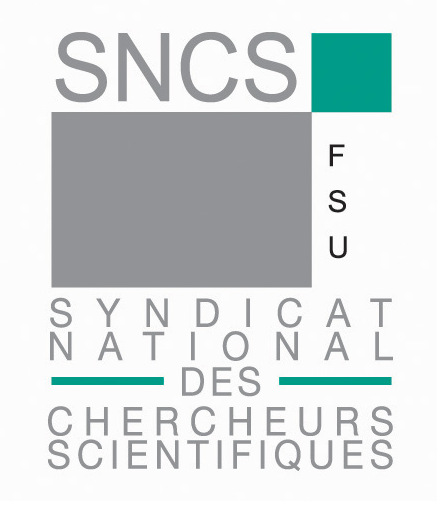 SNCS
F
S
U
SYNDICAT
NATIONAL
DES
CHERCHEURS
SCIENTIFIQUES